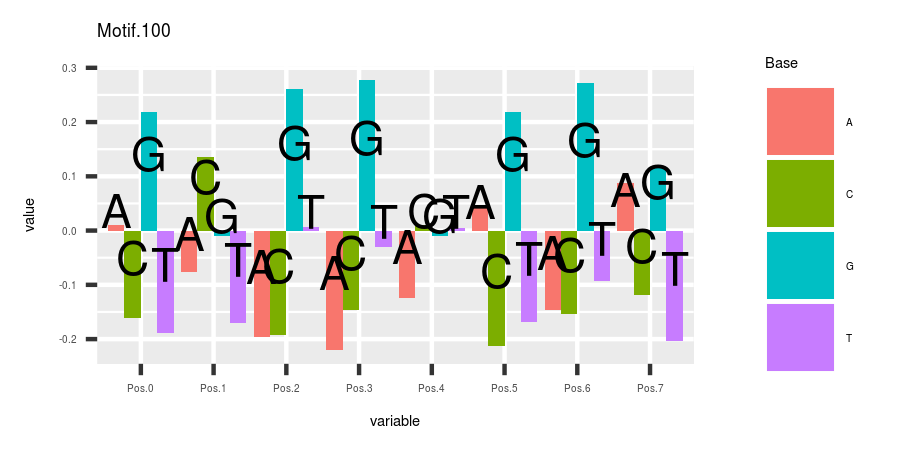 Motif.100
Base
0.3
0.2
0.1
0.0
-0.1
-0.2
value
A C G T A C G T A C G T A C G T A C G T A C G T A C G T A C G T
A
C
G
T
Pos.0 Pos.1 Pos.2 Pos.3 Pos.4 Pos.5 Pos.6 Pos.7
variable